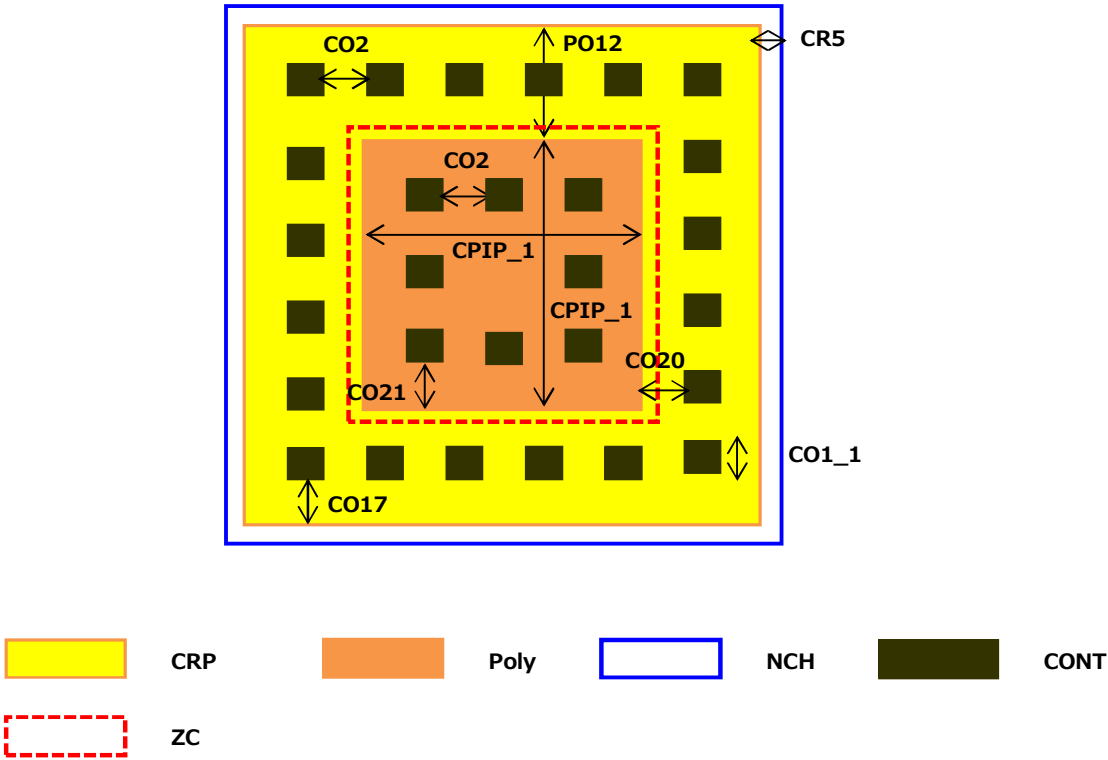 CO2
PO12
CR5
CO2
CPIP_1
CPIP_1
CO20
CO21
CO1_1
CO17
CRP
Poly
NCH
CONT
ZC